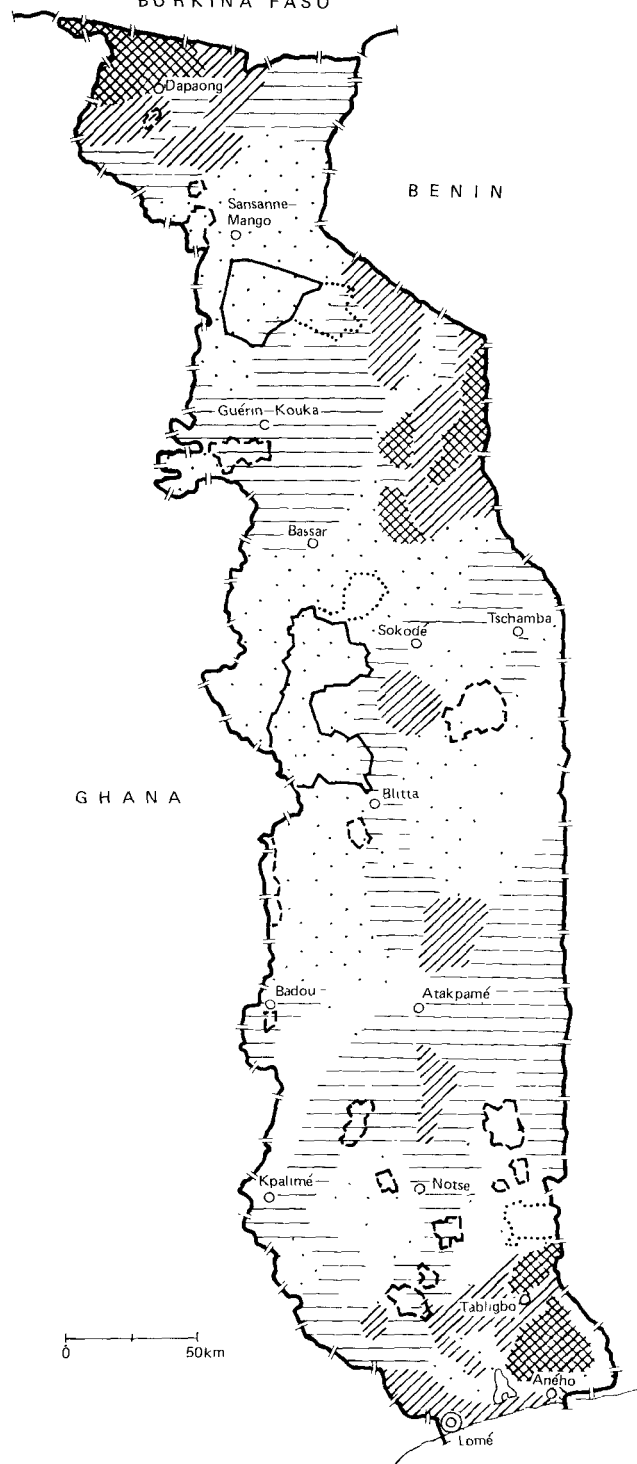 BURKINA FASO
Dapaong
BENIN
Sansanne-
Mango
Guérin-Kouka
Bassar
Sokodé
Tschamba
GHANA
Blitta
Badou
Atakpamé
Kpalimé
Notse
Tabligbo
0 50km
Aného
Lomé